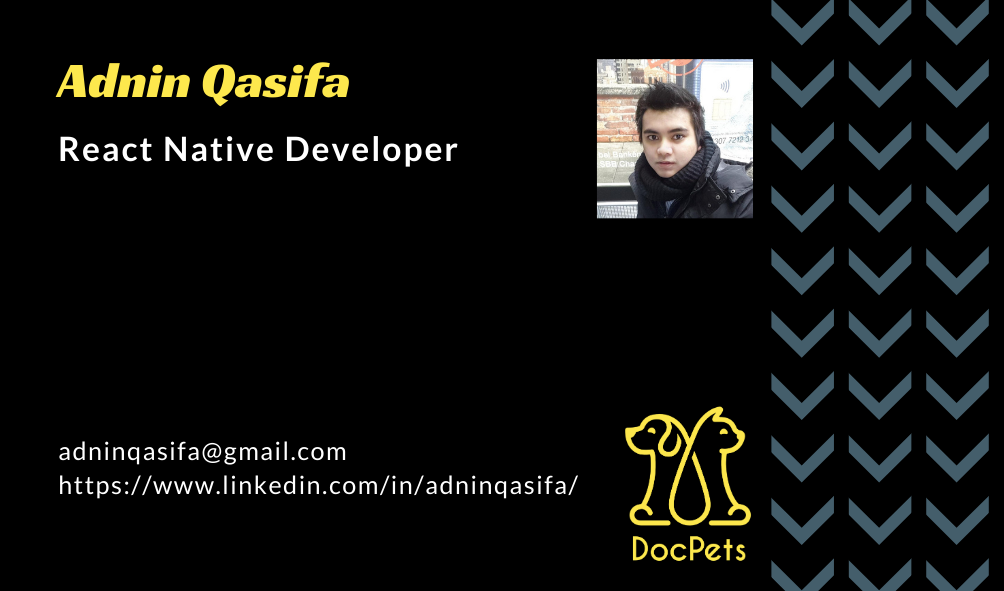 Adnin Qasifa
React Native Developer
adninqasifa@gmail.com
https://www.linkedin.com/in/adninqasifa/
DocPets